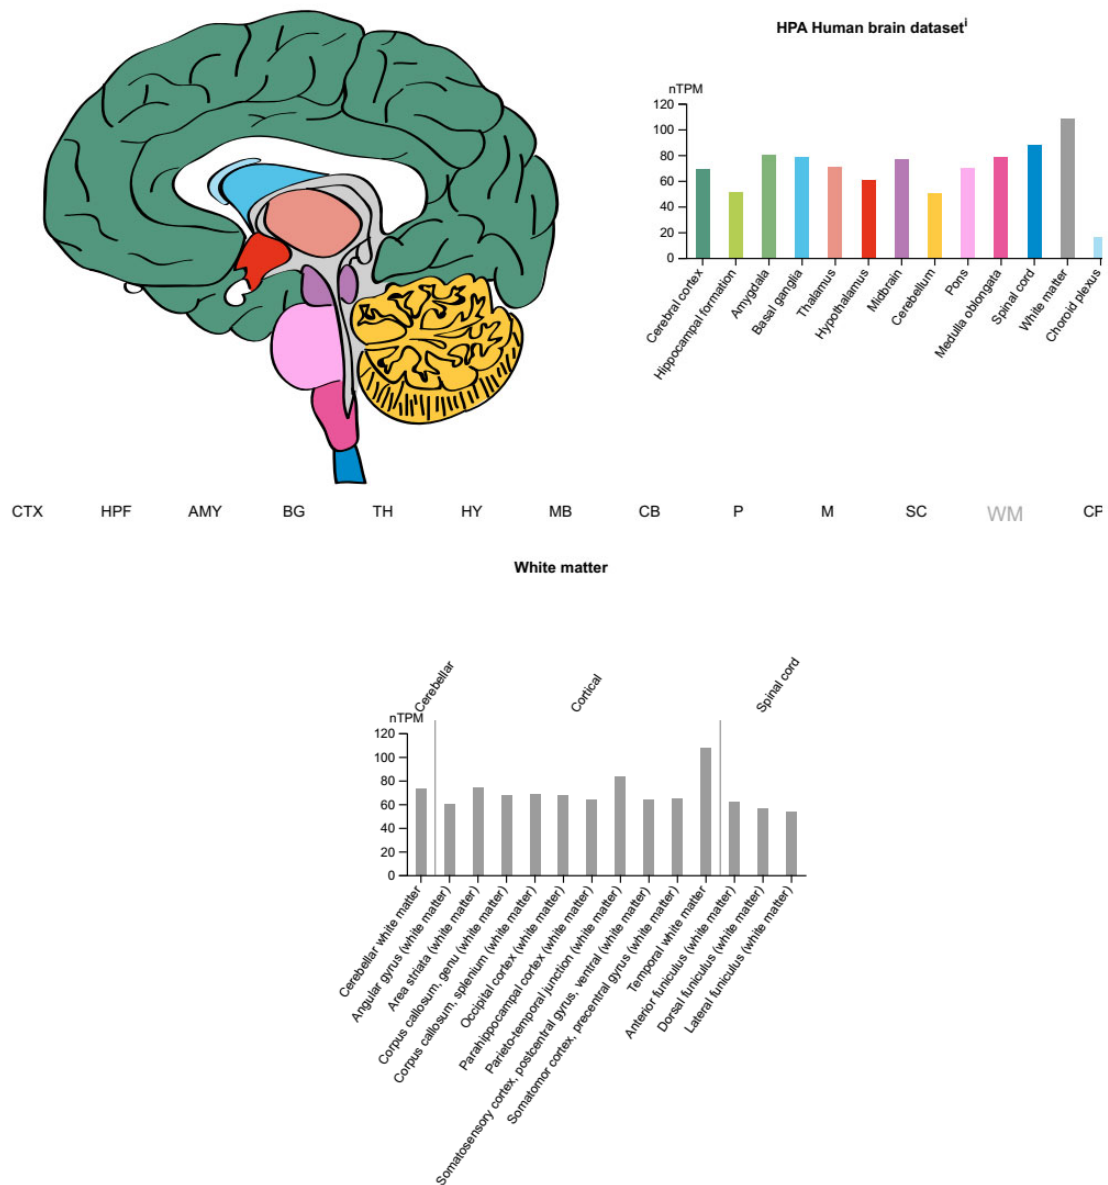 HPA Human brain datasetⁱ
nTPM
120
100
80
60
40
20
0
Cerebral cortex
Hippocampal formation
Amygdala
Basal ganglia
Thalamus
Hypothalamus
Midbrain
Cerebellum
Pons
Medulla oblongata
Spinal cord
White matter
Choroid plexus
CTX HPF AMY BG TH HY MB CB P M SC WM CP
White matter
Cerebellar
Cortical
Spinal cord
nTPM
120
100
80
60
40
20
0
Cerebellar white matter
Angular gyrus (white matter)
Area striata (white matter)
Corpus callosum, genu (white matter)
Corpus callosum, splenium (white matter)
Occipital cortex (white matter)
Parahippocampal cortex (white matter)
Parieto-temporal junction (white matter)
Somatosensory cortex, postcentral gyrus, ventral (white matter)
Somatomor cortex, precentral gyrus (white matter)
Temporal white matter
Anterior funiculus (white matter)
Dorsal funiculus (white matter)
Lateral funiculus (white matter)